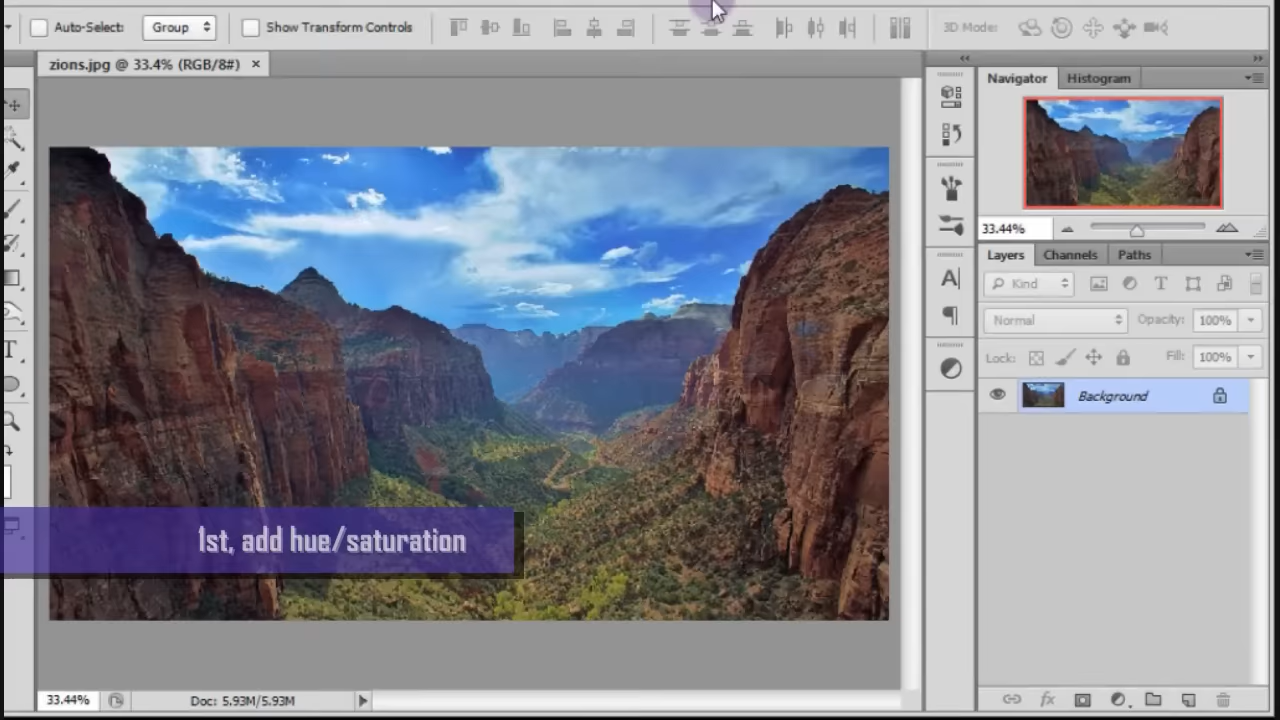 Auto-Select:
Group
Show Transform Controls
3D Mode:
zions.jpg @ 33.4% (RGB/8#) ×
Navigator
Histogram
33.44%
Layers
Channels
Paths
Kind
T
Normal
Opacity: 100%
Lock:
Fill: 100%
Background
A
T
1st, add hue/saturation
33.44%
Doc: 5.93M/5.93M
fx